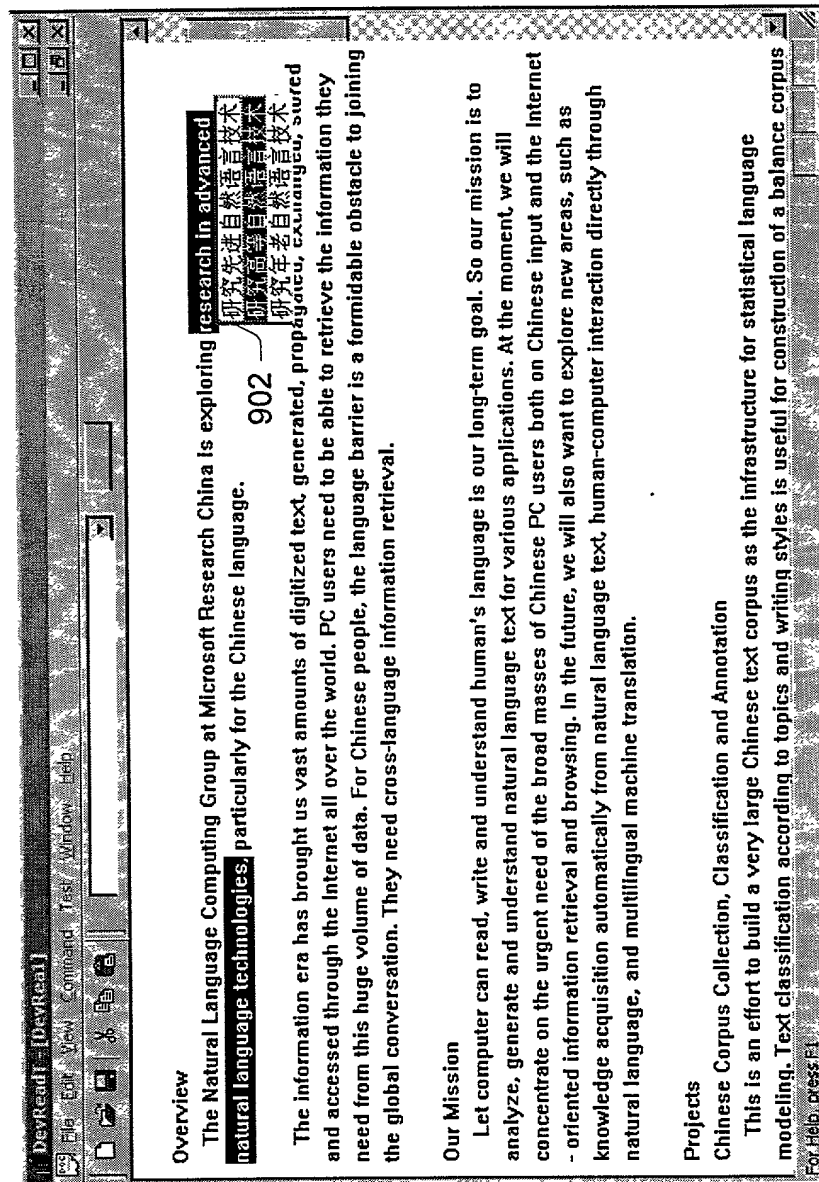 DevRead1 - [DevRea1]
File Edit View Command Test Window Help
Overview
The Natural Language Computing Group at Microsoft Research China is exploring research in advanced
natural language technologies, particularly for the Chinese language.
研究先进自然语言技术
研究高等自然语言技术
研究年老自然语言技术
902
The information era has brought us vast amounts of digitized text, generated, propagated, exchanged, stored
and accessed through the Internet all over the world. PC users need to be able to retrieve the information they
need from this huge volume of data. For Chinese people, the language barrier is a formidable obstacle to joining
the global conversation. They need cross-language information retrieval.
Our Mission
Let computer can read, write and understand human's language is our long-term goal. So our mission is to
analyze, generate and understand natural language text for various applications. At the moment, we will
concentrate on the urgent need of the broad masses of Chinese PC users both on Chinese input and the Internet
- oriented information retrieval and browsing. In the future, we will also want to explore new areas, such as
knowledge acquisition automatically from natural language text, human-computer interaction directly through
natural language, and multilingual machine translation.
Projects
Chinese Corpus Collection, Classification and Annotation
This is an effort to build a very large Chinese text corpus as the infrastructure for statistical language
modeling. Text classification according to topics and writing styles is useful for construction of a balance corpus
For Help, press F1